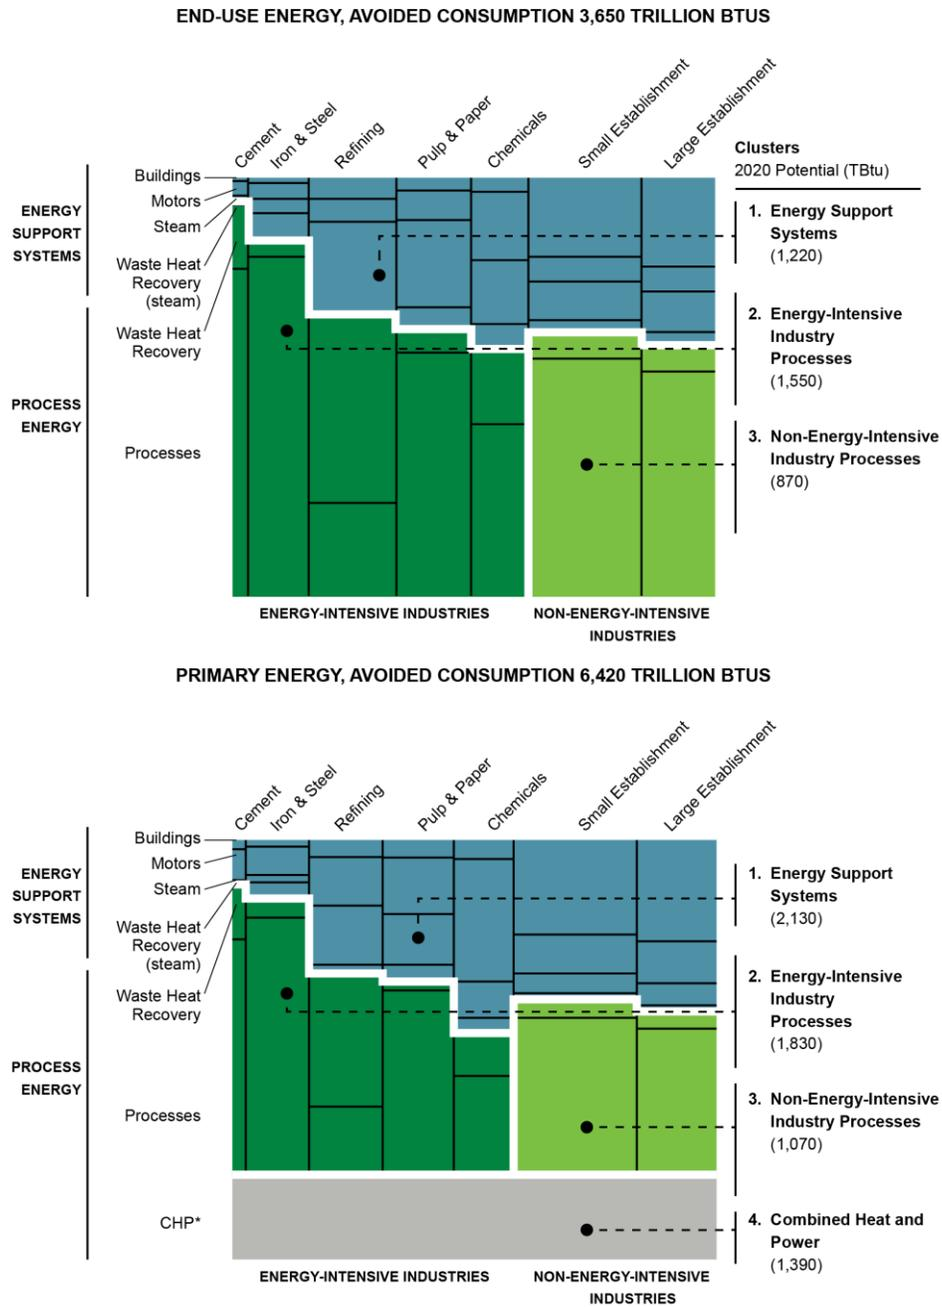 END-USE ENERGY, AVOIDED CONSUMPTION 3,650 TRILLION BTUS
Cement
Iron & Steel
Refining
Pulp & Paper
Chemicals
Small Establishment
Large Establishment
Clusters
2020 Potential (TBtu)
ENERGY
SUPPORT
SYSTEMS
PROCESS
ENERGY
Buildings
Motors
Steam
Waste Heat
Recovery
(steam)
Waste Heat
Recovery
Processes
1. Energy Support
Systems
(1,220)
2. Energy-Intensive
Industry
Processes
(1,550)
3. Non-Energy-Intensive
Industry Processes
(870)
ENERGY-INTENSIVE INDUSTRIES
NON-ENERGY-INTENSIVE
INDUSTRIES
PRIMARY ENERGY, AVOIDED CONSUMPTION 6,420 TRILLION BTUS
Cement
Iron & Steel
Refining
Pulp & Paper
Chemicals
Small Establishment
Large Establishment
ENERGY
SUPPORT
SYSTEMS
PROCESS
ENERGY
Buildings
Motors
Steam
Waste Heat
Recovery
(steam)
Waste Heat
Recovery
Processes
CHP*
1. Energy Support
Systems
(2,130)
2. Energy-Intensive
Industry
Processes
(1,830)
3. Non-Energy-Intensive
Industry Processes
(1,070)
4. Combined Heat and
Power
(1,390)
ENERGY-INTENSIVE INDUSTRIES
NON-ENERGY-INTENSIVE
INDUSTRIES